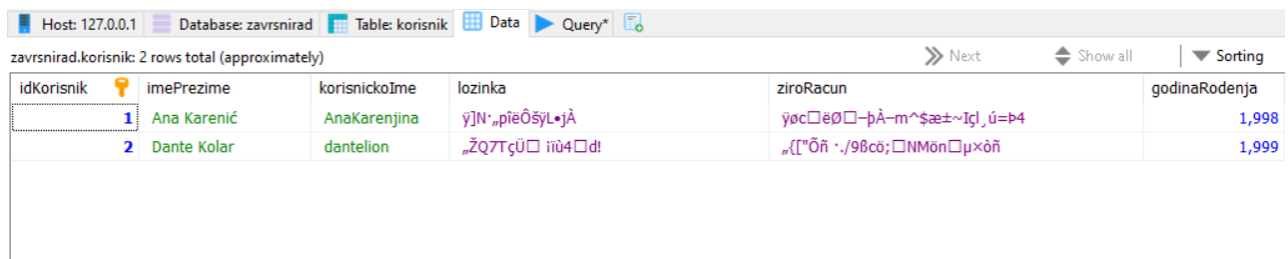 Host: 127.0.0.1 Database: zavrsnirad Table: korisnik Data Query*
zavrsnirad.korisnik: 2 rows total (approximately) Next Show all Sorting
idKorisnik imePrezime korisnickoIme lozinka ziroRacun godinaRodenja
1 Ana Karenić AnaKarenjina 1,998
2 Dante Kolar dantelion 1,999